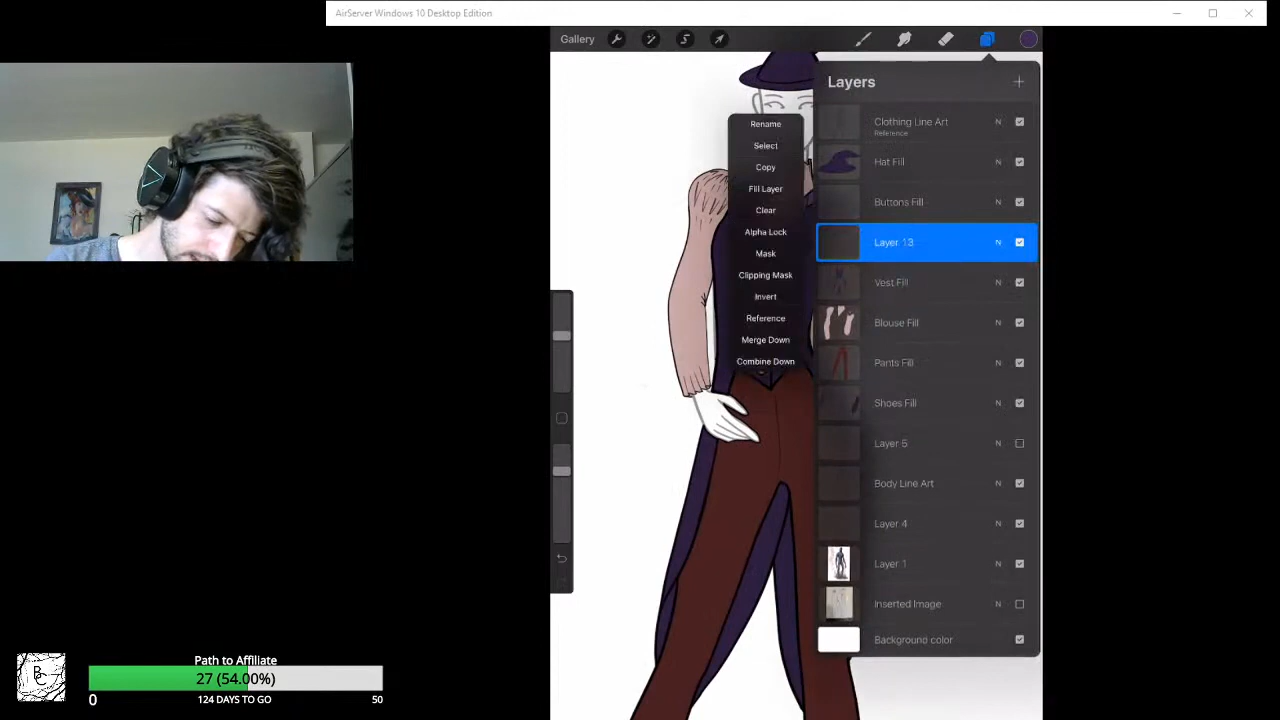 AirServer Windows 10 Desktop Edition
Gallery
Layers
Clothing Line Art
Reference
N
Hat Fill
N
Buttons Fill
N
Layer 13
N
Vest Fill
N
Blouse Fill
N
Pants Fill
N
Shoes Fill
N
Layer 5
N
Body Line Art
N
Layer 4
N
Layer 1
N
Inserted Image
N
Background color
Rename
Select
Copy
Fill Layer
Clear
Alpha Lock
Mask
Clipping Mask
Invert
Reference
Merge Down
Combine Down
Path to Affiliate
27 (54.00%)
0
124 DAYS TO GO
50